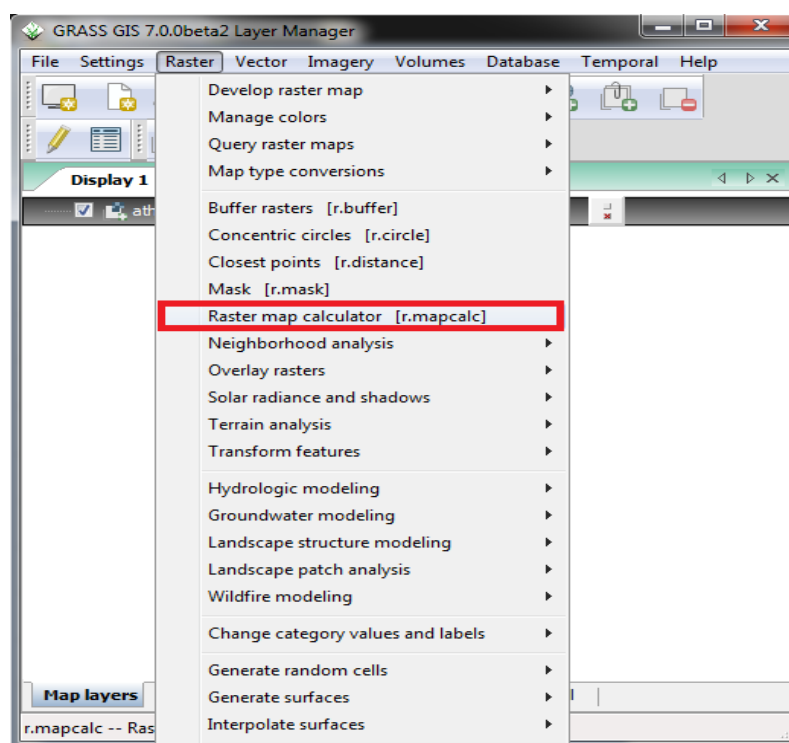 GRASS GIS 7.0.0beta2 Layer Manager
File Settings Raster Vector Imagery Volumes Database Temporal Help
Develop raster map
Manage colors
Query raster maps
Map type conversions
Display 1
Buffer rasters [r.buffer]
ath
Concentric circles [r.circle]
Closest points [r.distance]
Mask [r.mask]
Raster map calculator [r.mapcalc]
Neighborhood analysis
Overlay rasters
Solar radiance and shadows
Terrain analysis
Transform features
Hydrologic modeling
Groundwater modeling
Landscape structure modeling
Landscape patch analysis
Wildfire modeling
Change category values and labels
Generate random cells
Map layers
Generate surfaces
r.mapcalc -- Ras
Interpolate surfaces